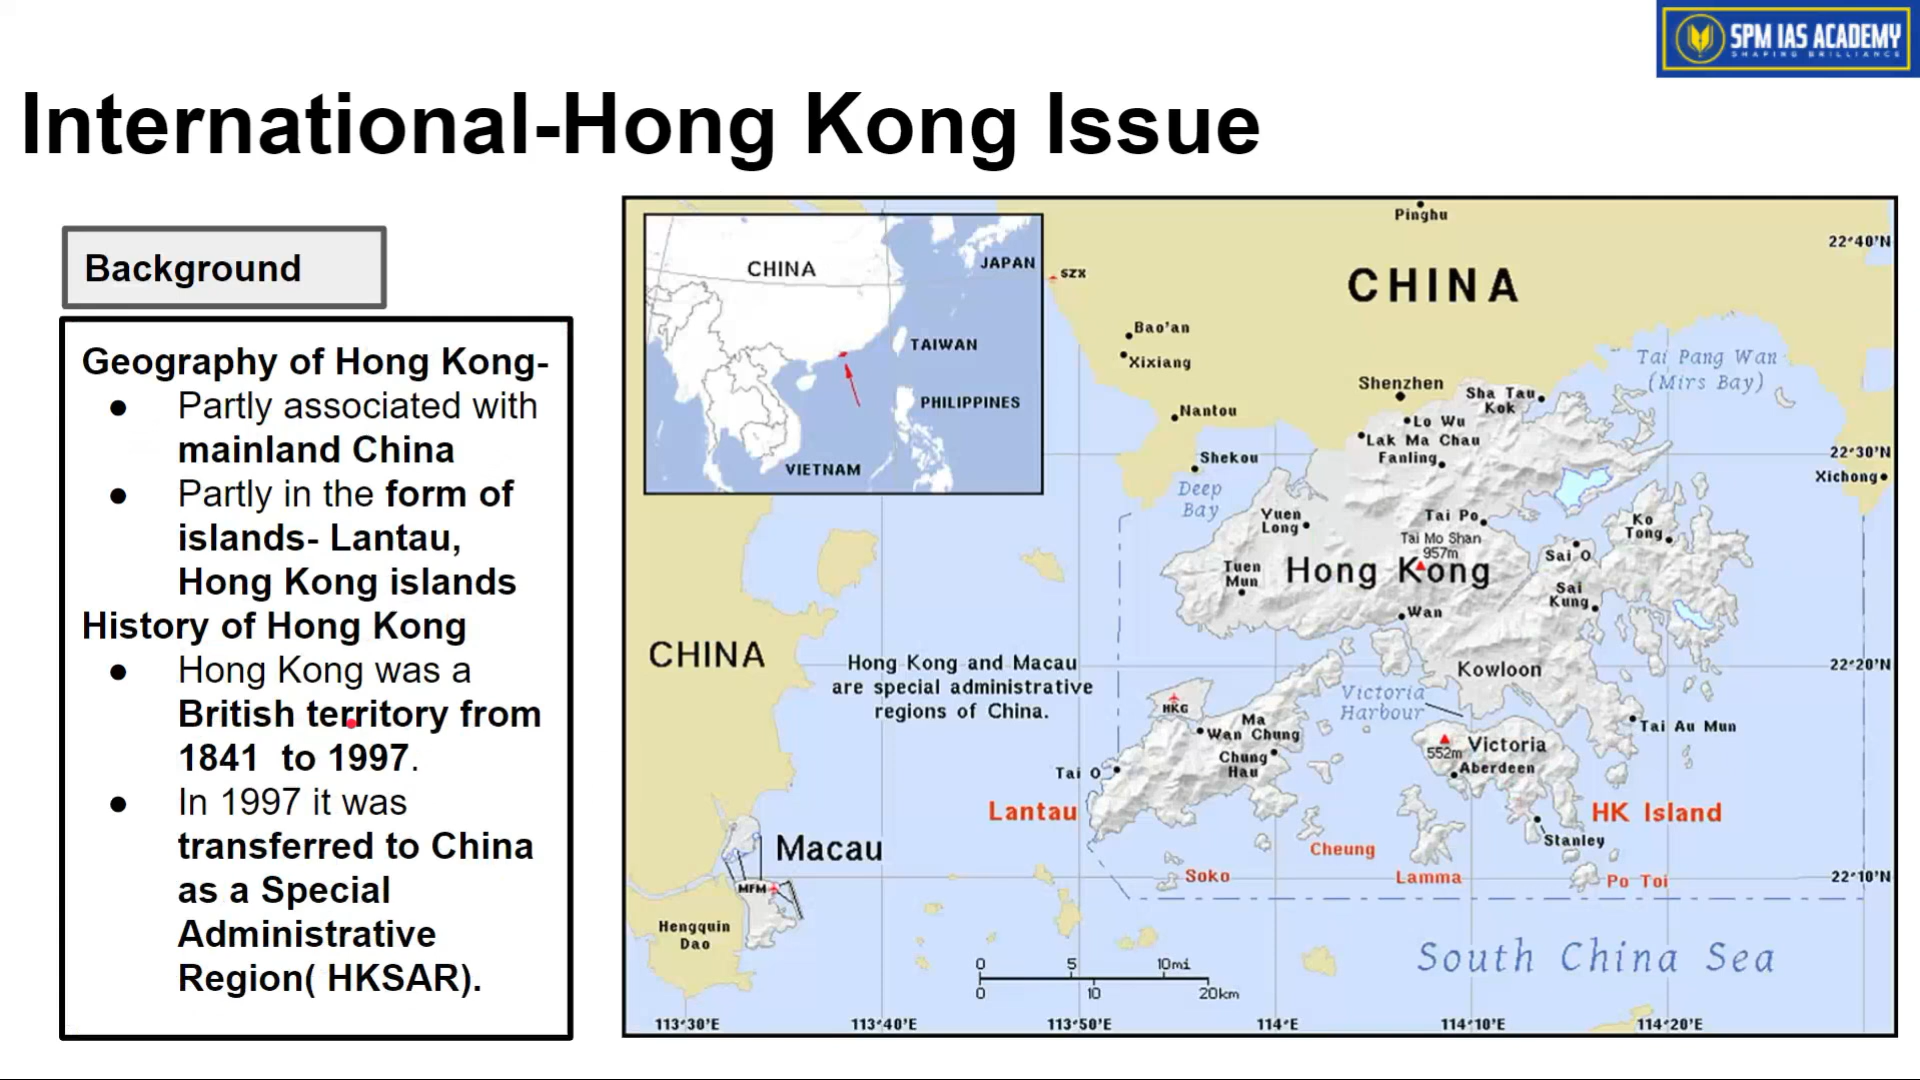 SPM IAS ACADEMY
SHAPING BRILLIANCE
International-Hong Kong Issue
Background
Geography of Hong Kong-
● Partly associated with
mainland China
● Partly in the form of
islands- Lantau,
Hong Kong islands
History of Hong Kong
● Hong Kong was a
British territory from
1841 to 1997.
● In 1997 it was
transferred to China
as a Special
Administrative
Region( HKSAR).
CHINA
JAPAN
TAIWAN
PHILIPPINES
VIETNAM
Pinghu
22°40'N
SZX
CHINA
Bao'an
Xixiang
Tai Pang Wan
(Mirs Bay)
Shenzhen
Sha Tau
Kok
Nantou
Lo Wu
Lak Ma Chau
Fanling
22°30'N
Shekou
Xichong
Deep
Bay
Yuen
Long
Tai Po
Ko
Tong
Tai Mo Shan
957m
Sai O
Tuen
Mun
Hong Kong
Sai
Kung
Wan
CHINA
Hong Kong and Macau
are special administrative
regions of China.
Kowloon
22°20'N
Victoria
Harbour
HKG
Ma
Wan Chung
Tai Au Mun
Victoria
552m
Chung
Hau
Aberdeen
Tai O
Lantau
HK Island
Stanley
Macau
Cheung
Soko
Lamma
Po Toi
22°10'N
MFM
Hengquin
Dao
South China Sea
0 5 10mi
0 10 20km
113°30'E 113°40'E 113°50'E 114°E 114°10'E 114°20'E